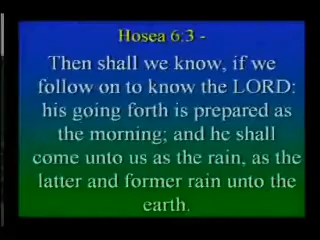 Hosea 6:3 -
Then shall we know, if we
follow on to know the LORD:
his going forth is prepared as
the morning; and he shall
come unto us as the rain, as the
latter and former rain unto the
earth.